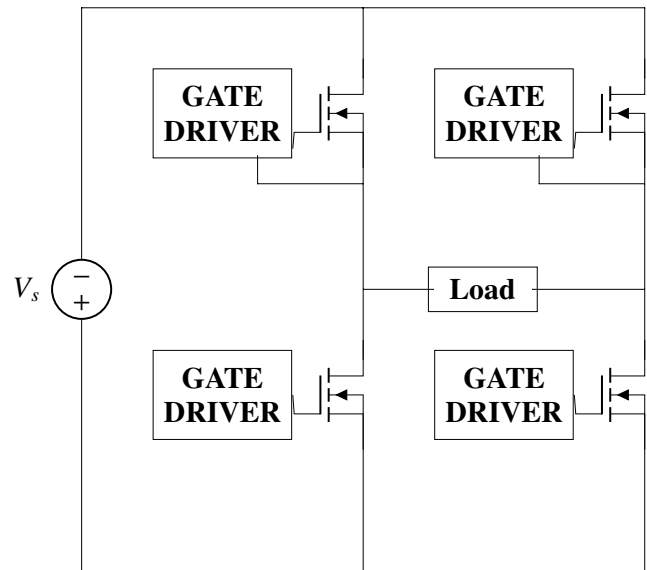 GATE
DRIVER
GATE
DRIVER
Vs
−
+
Load
GATE
DRIVER
GATE
DRIVER